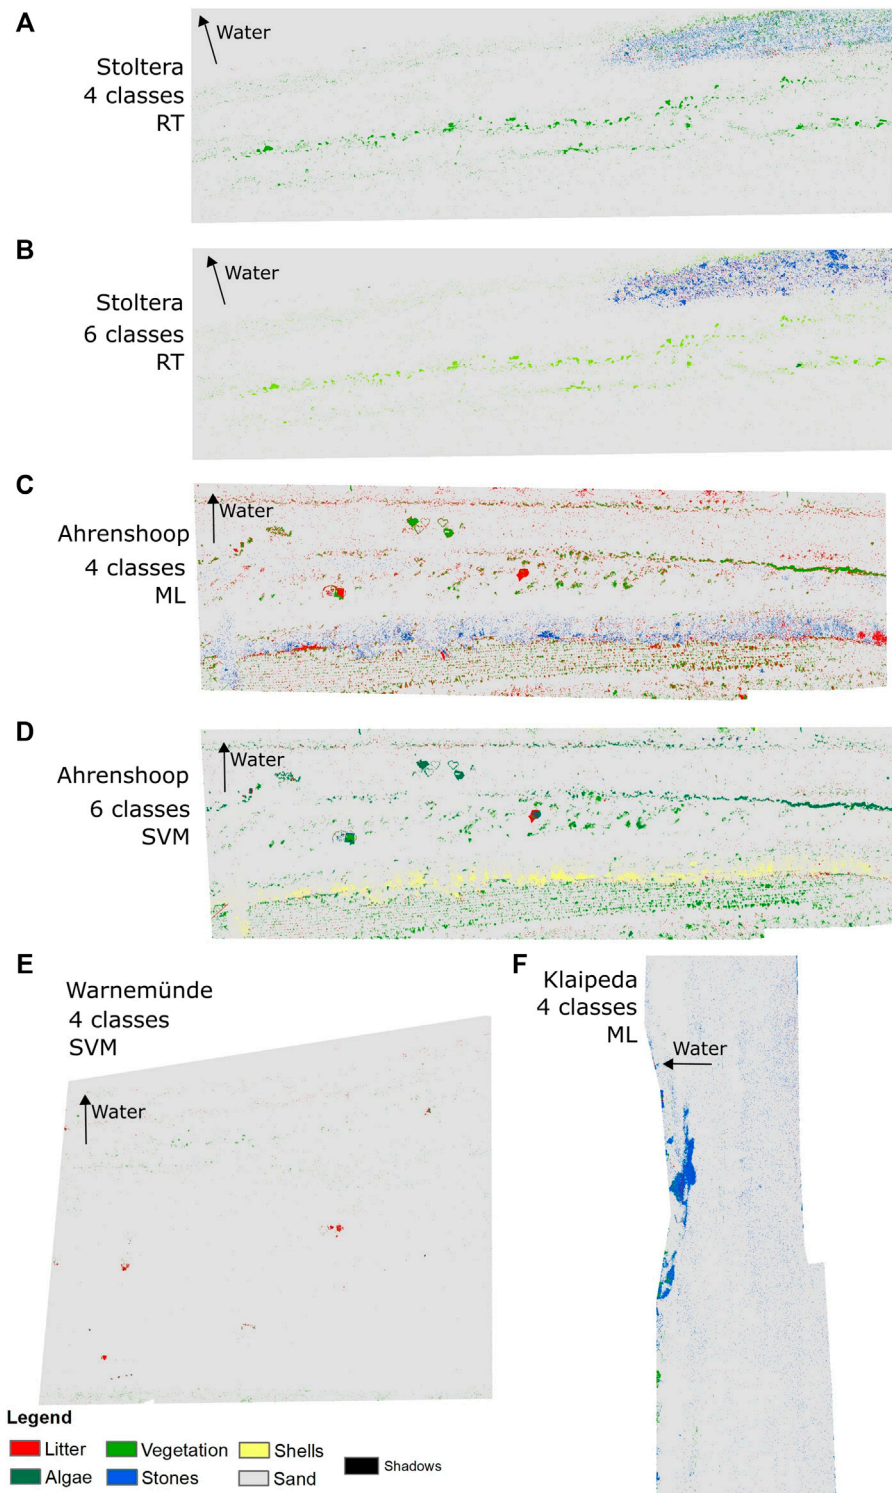 A
Water
Stoltera
4 classes
RT
B
Water
Stoltera
6 classes
RT
C
Water
Ahrenshoop
4 classes
ML
D
Water
Ahrenshoop
6 classes
SVM
E
Warnemünde
4 classes
SVM
Water
F
Klaipeda
4 classes
ML
Water
Legend
Litter
Vegetation
Shells
Shadows
Algae
Stones
Sand